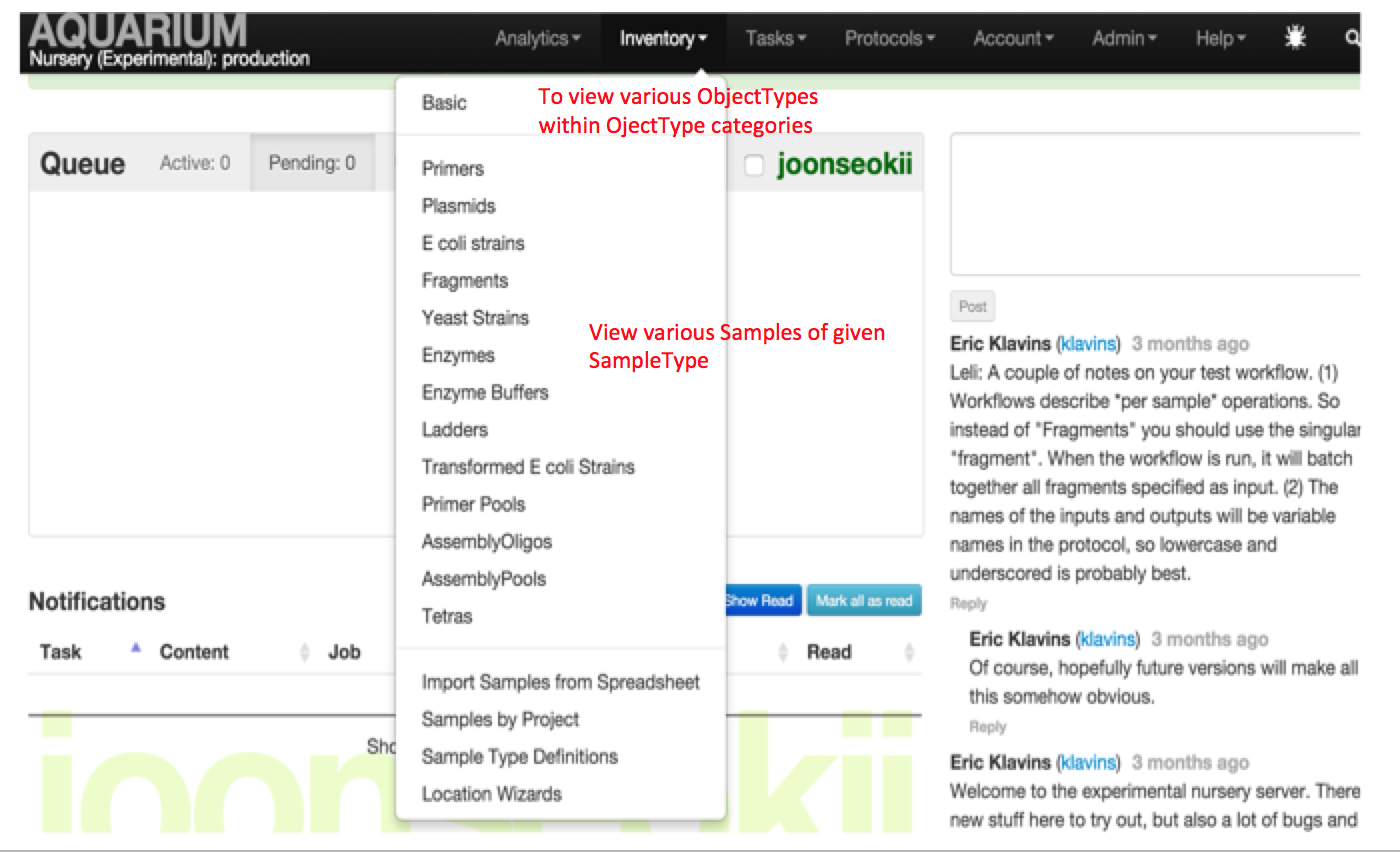 AQUARIUM
Nursery (Experimental): production
Analytics Inventory Tasks Protocols Account Admin Help
Basic
To view various ObjectTypes
within OjectType categories
Queue Active: 0 Pending: 0
joonseokii
Primers
Plasmids
E coli strains
Fragments
Yeast Strains
Enzymes
Enzyme Buffers
Ladders
Transformed E coli Strains
Primer Pools
AssemblyOligos
AssemblyPools
Tetras
View various Samples of given
SampleType
Import Samples from Spreadsheet
Samples by Project
Sample Type Definitions
Location Wizards
Notifications
Show Read Mark all as read
Task Content Job Read
Sho
joonseokii
Post
Eric Klavins (klavins) 3 months ago
Leli: A couple of notes on your test workflow. (1)
Workflows describe "per sample" operations. So
instead of "Fragments" you should use the singular
"fragment". When the workflow is run, it will batch
together all fragments specified as input. (2) The
names of the inputs and outputs will be variable
names in the protocol, so lowercase and
underscored is probably best.
Reply
Eric Klavins (klavins) 3 months ago
Of course, hopefully future versions will make all
this somehow obvious.
Reply
Eric Klavins (klavins) 3 months ago
Welcome to the experimental nursery server. There
new stuff here to try out, but also a lot of bugs and